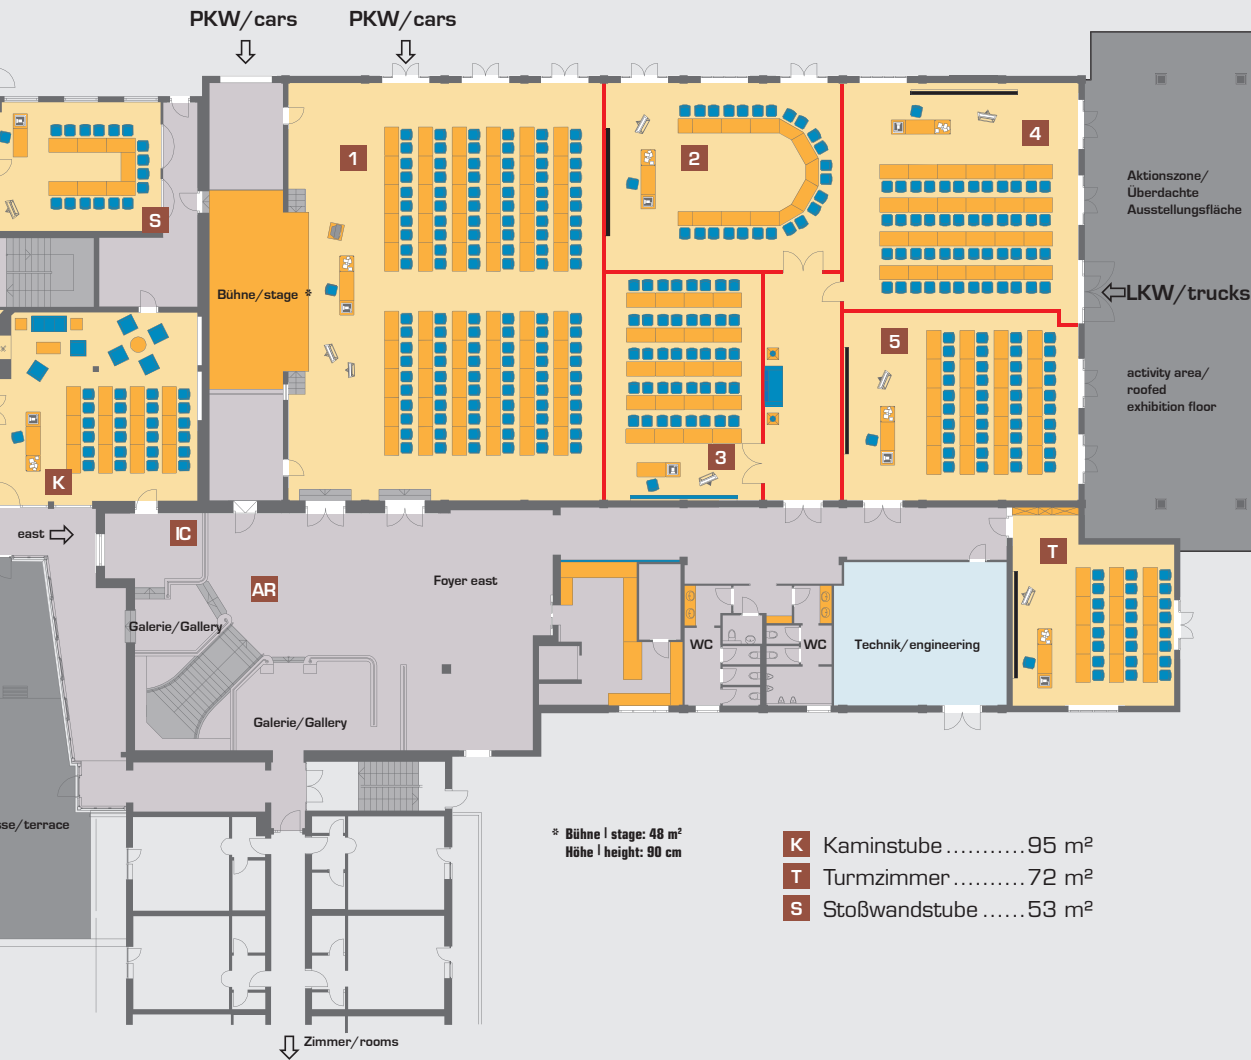 PKW/cars
PKW/cars
1
2
4
S
Aktionszone/
Überdachte
Ausstellungsfläche
Bühne/stage *
LKW/trucks
5
activity area/
roofed
exhibition floor
3
K
east
IC
T
AR
Foyer east
Galerie/Gallery
WC
WC
Technik/engineering
Galerie/Gallery
sse/terrace
* Bühne | stage: 48 m²
Höhe | height: 90 cm
K Kaminstube...........95 m²
T Turmzimmer..........72 m²
S Stoßwandstube......53 m²
Zimmer/rooms